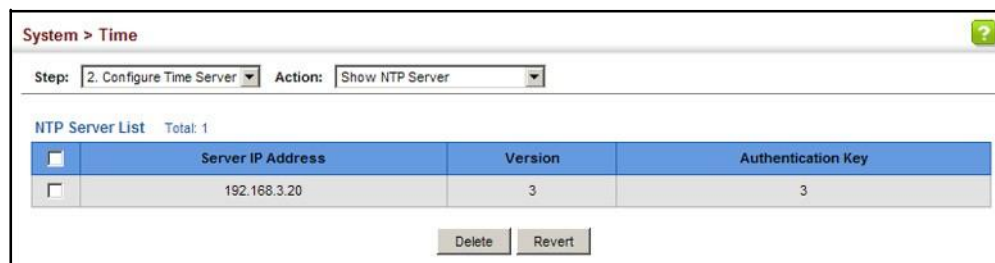 System > Time
?
Step: 2. Configure Time Server Action: Show NTP Server
NTP Server List Total: 1
Server IP Address Version Authentication Key
192.168.3.20 3 3
Delete Revert